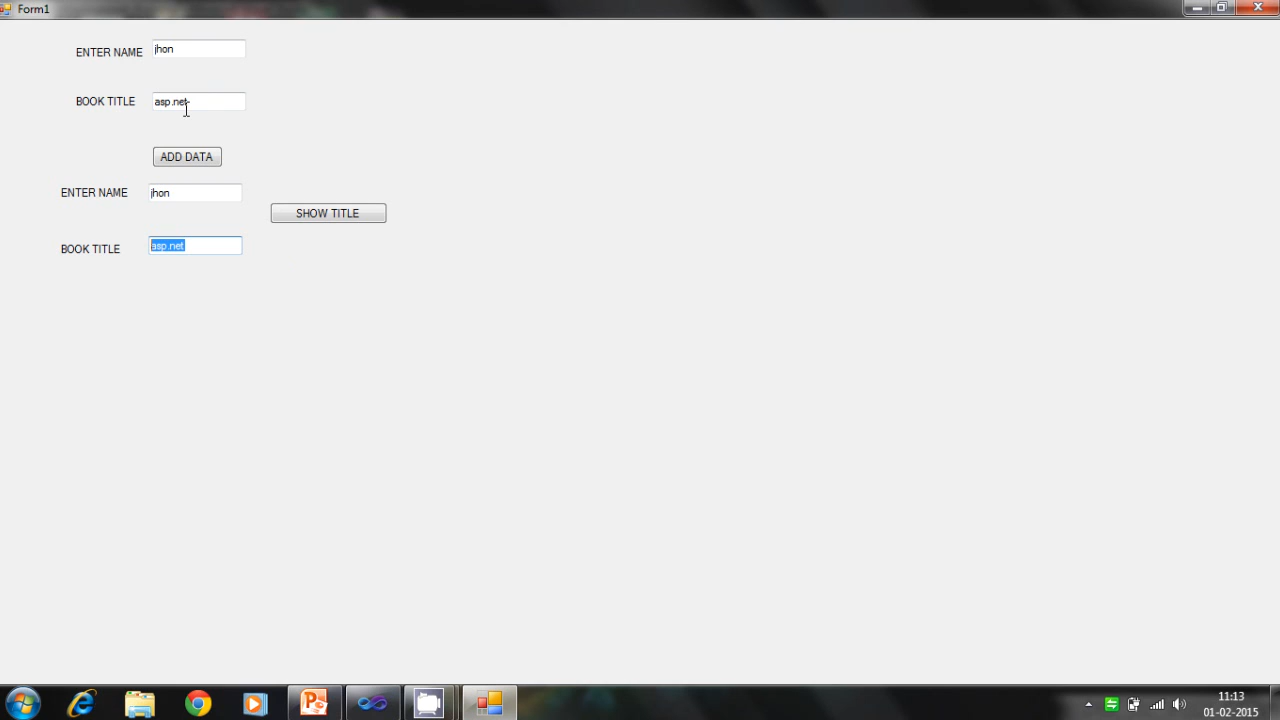 Form1
ENTER NAME jhon
BOOK TITLE asp.net
ADD DATA
ENTER NAME jhon
SHOW TITLE
BOOK TITLE asp.net
11:13
01-02-2015